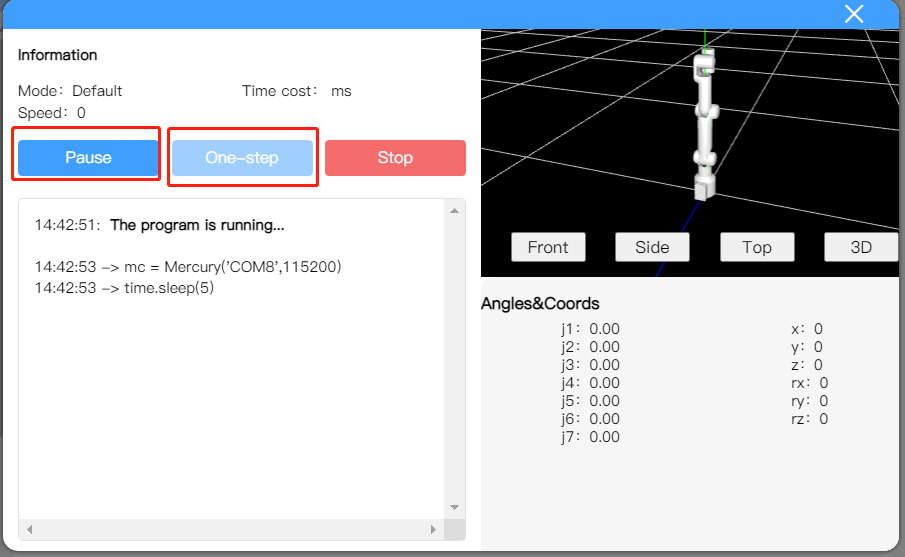 Information
Mode：Default Time cost： ms
Speed：0
Pause One-step Stop
14:42:51: The program is running...
14:42:53 -> mc = Mercury('COM8',115200)
14:42:53 -> time.sleep(5)
Front Side Top 3D
Angles&Coords
j1：0.00 x：0
j2：0.00 y：0
j3：0.00 z：0
j4：0.00 rx：0
j5：0.00 ry：0
j6：0.00 rz：0
j7：0.00